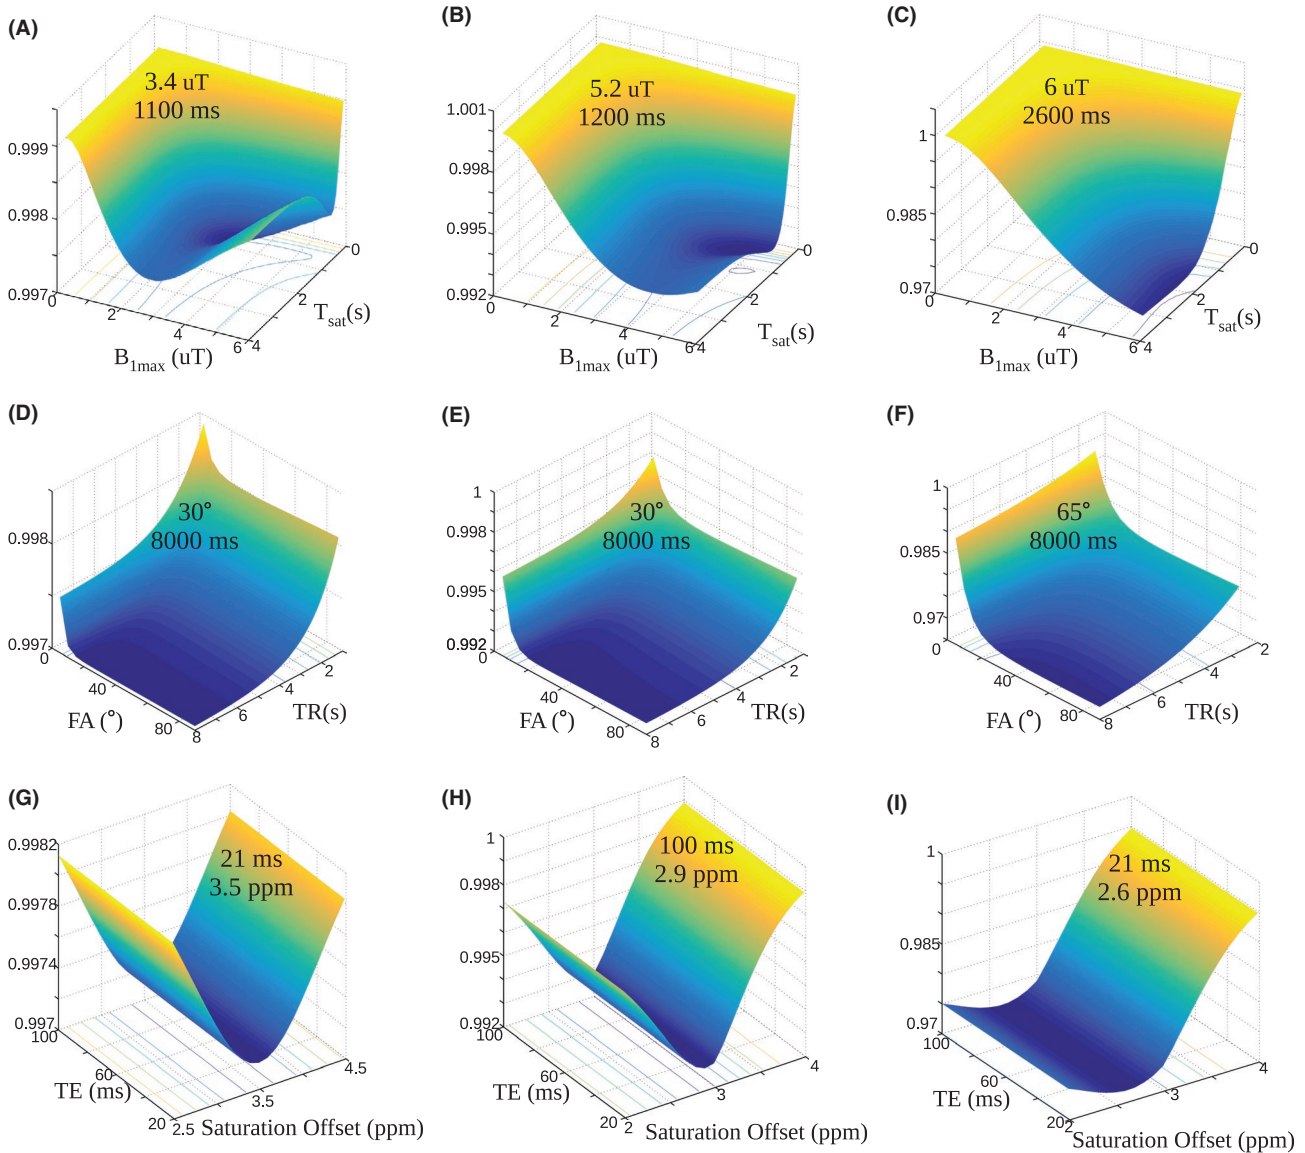 (A)
3.4 uT
1100 ms
0.999
0.998
0.997
0
2
4
6
4
2
0
B1max (uT)
Tsat(s)
(B)
5.2 uT
1200 ms
1.001
0.998
0.995
0.992
0
2
4
6
4
2
0
B1max (uT)
Tsat(s)
(C)
6 uT
2600 ms
1
0.985
0.97
0
2
4
6
4
2
0
B1max (uT)
Tsat(s)
(D)
30°
8000 ms
0.998
0.997
0
40
80
8
6
4
2
FA (°)
TR(s)
(E)
30°
8000 ms
1
0.998
0.995
0.992
0
40
80
8
6
4
2
FA (°)
TR(s)
(F)
65°
8000 ms
1
0.985
0.97
0
40
80
8
6
4
2
FA (°)
TR(s)
(G)
21 ms
3.5 ppm
0.9982
0.9978
0.9974
0.997
100
60
20
2.5
3.5
4.5
TE (ms)
Saturation Offset (ppm)
(H)
100 ms
2.9 ppm
1
0.998
0.995
0.992
100
60
20
2
3
4
TE (ms)
Saturation Offset (ppm)
(I)
21 ms
2.6 ppm
1
0.985
0.97
100
60
20
2
3
4
TE (ms)
Saturation Offset (ppm)